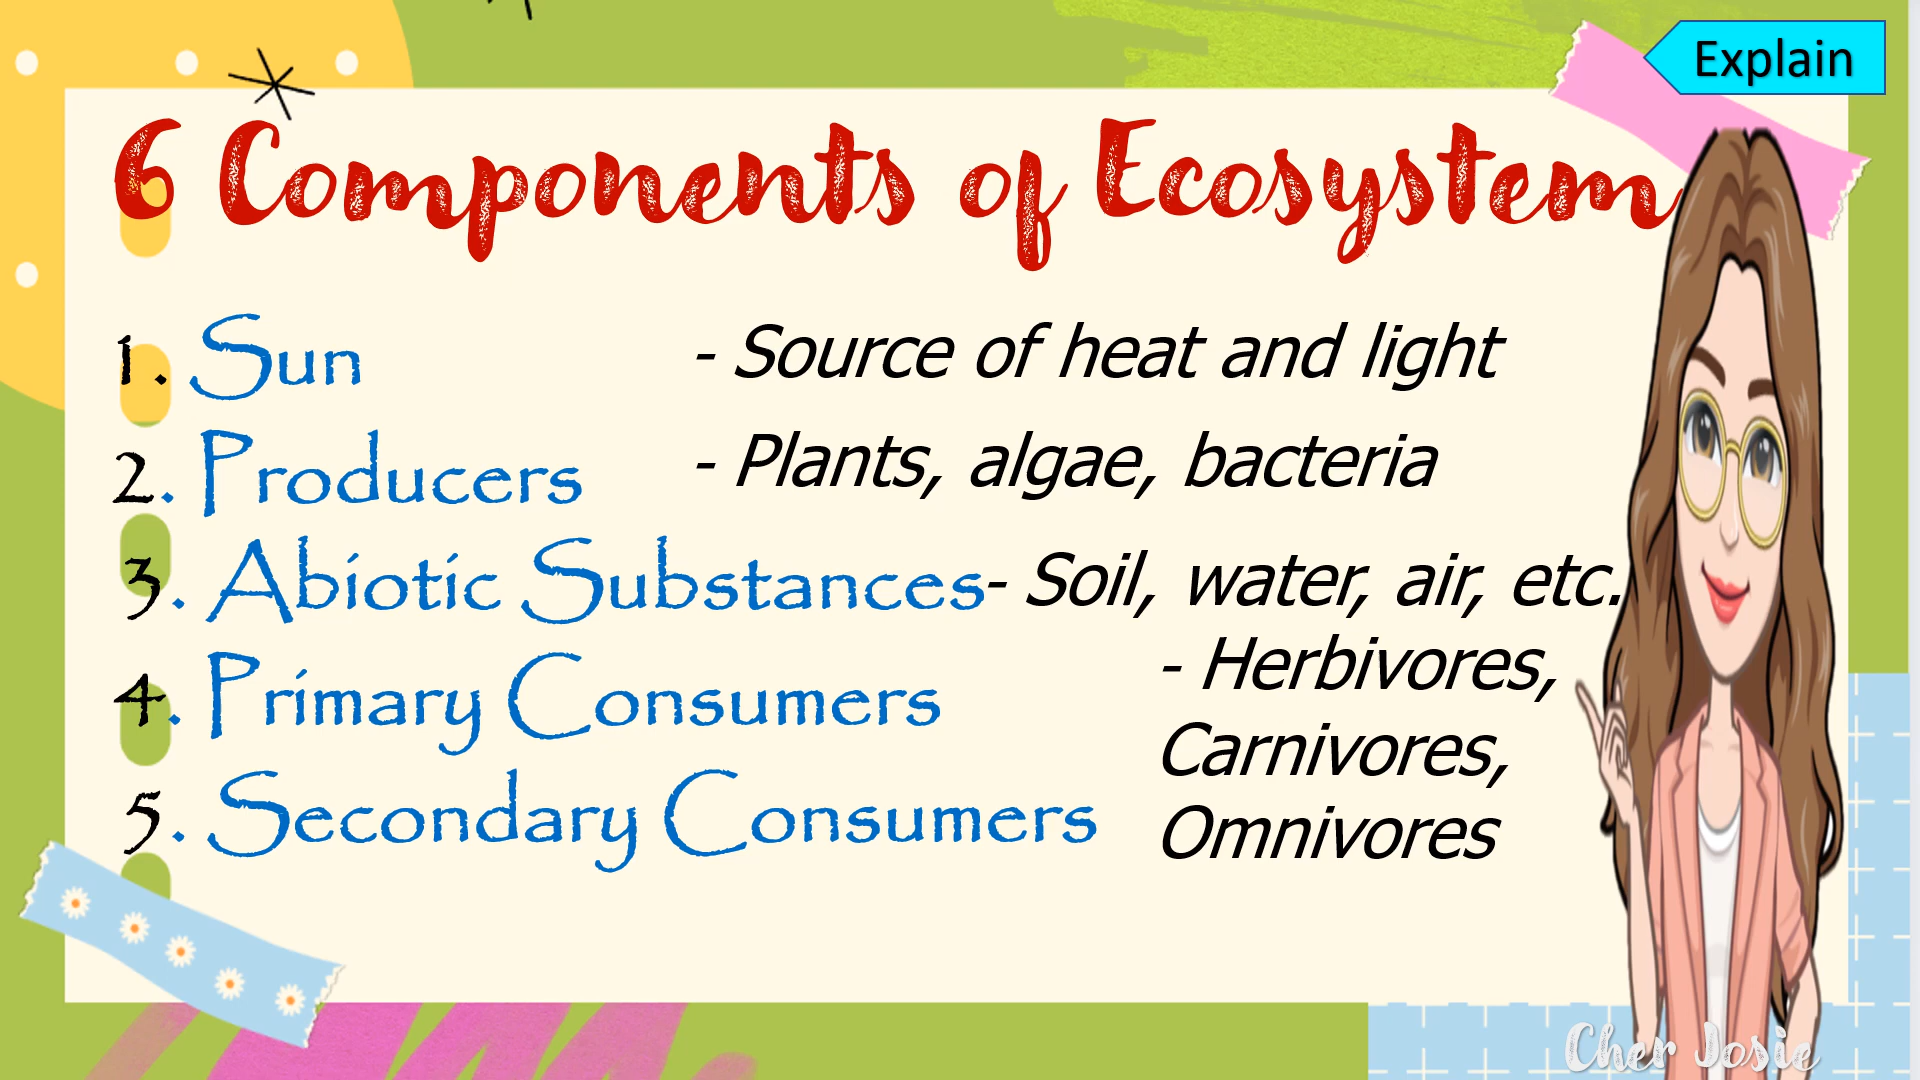 Explain
6 Components of Ecosystem
1. Sun - Source of heat and light
2. Producers - Plants, algae, bacteria
3. Abiotic Substances - Soil, water, air, etc.
4. Primary Consumers
5. Secondary Consumers
- Herbivores,
Carnivores,
Omnivores
Cher Josie